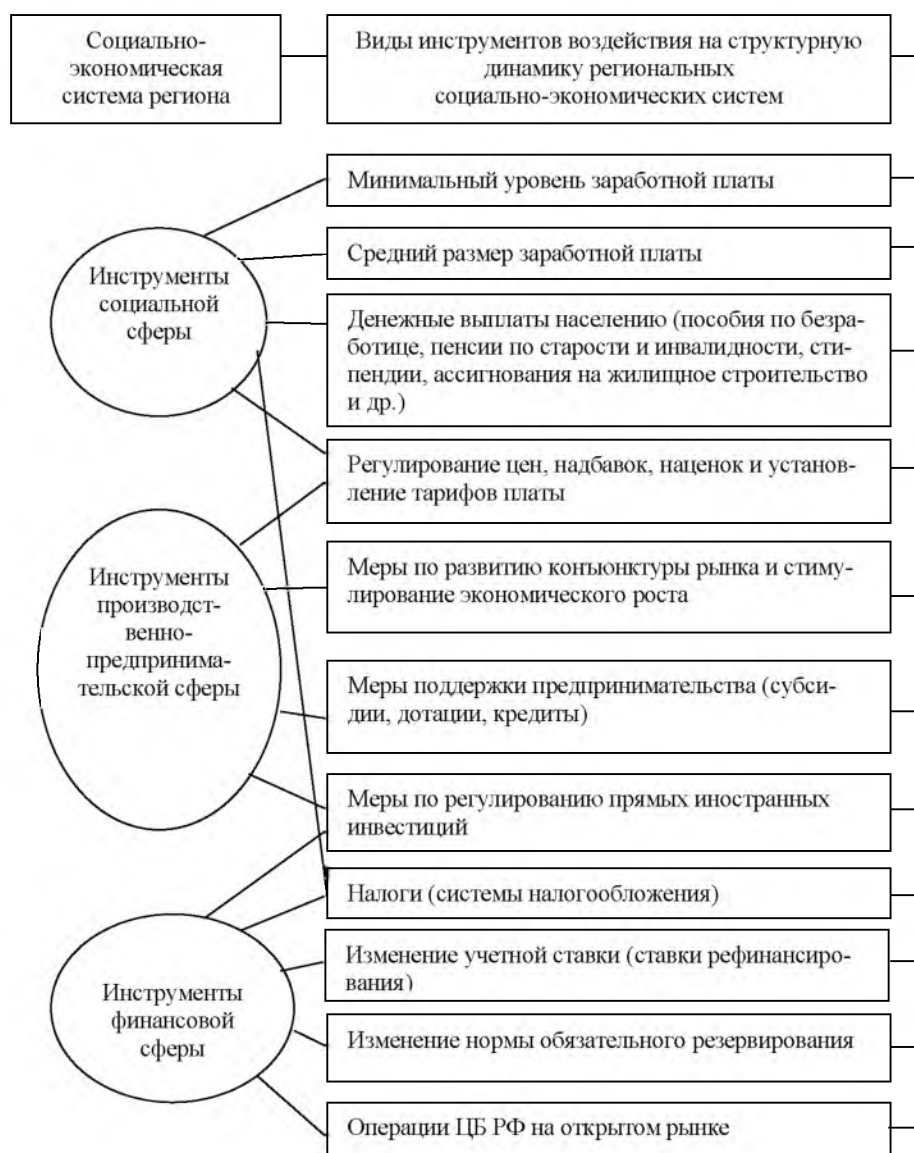 Социально-
экономическая
система региона
Виды инструментов воздействия на структурную
динамику региональных
социально-экономических систем
Инструменты
социальной
сферы
Минимальный уровень заработной платы
Средний размер заработной платы
Денежные выплаты населению (пособия по безра-
ботице, пенсии по старости и инвалидности, сти-
пендии, ассигнования на жилищное строительство
и др.)
Регулирование цен, надбавок, наценок и установ-
ление тарифов платы
Инструменты
производст-
венно-
предпринима-
тельской сферы
Меры по развитию конъюнктуры рынка и стиму-
лирование экономического роста
Меры поддержки предпринимательства (субси-
дии, дотации, кредиты)
Меры по регулированию прямых иностранных
инвестиций
Инструменты
финансовой
сферы
Налоги (системы налогообложения)
Изменение учетной ставки (ставки рефинансиро-
вания)
Изменение нормы обязательного резервирования
Операции ЦБ РФ на открытом рынке